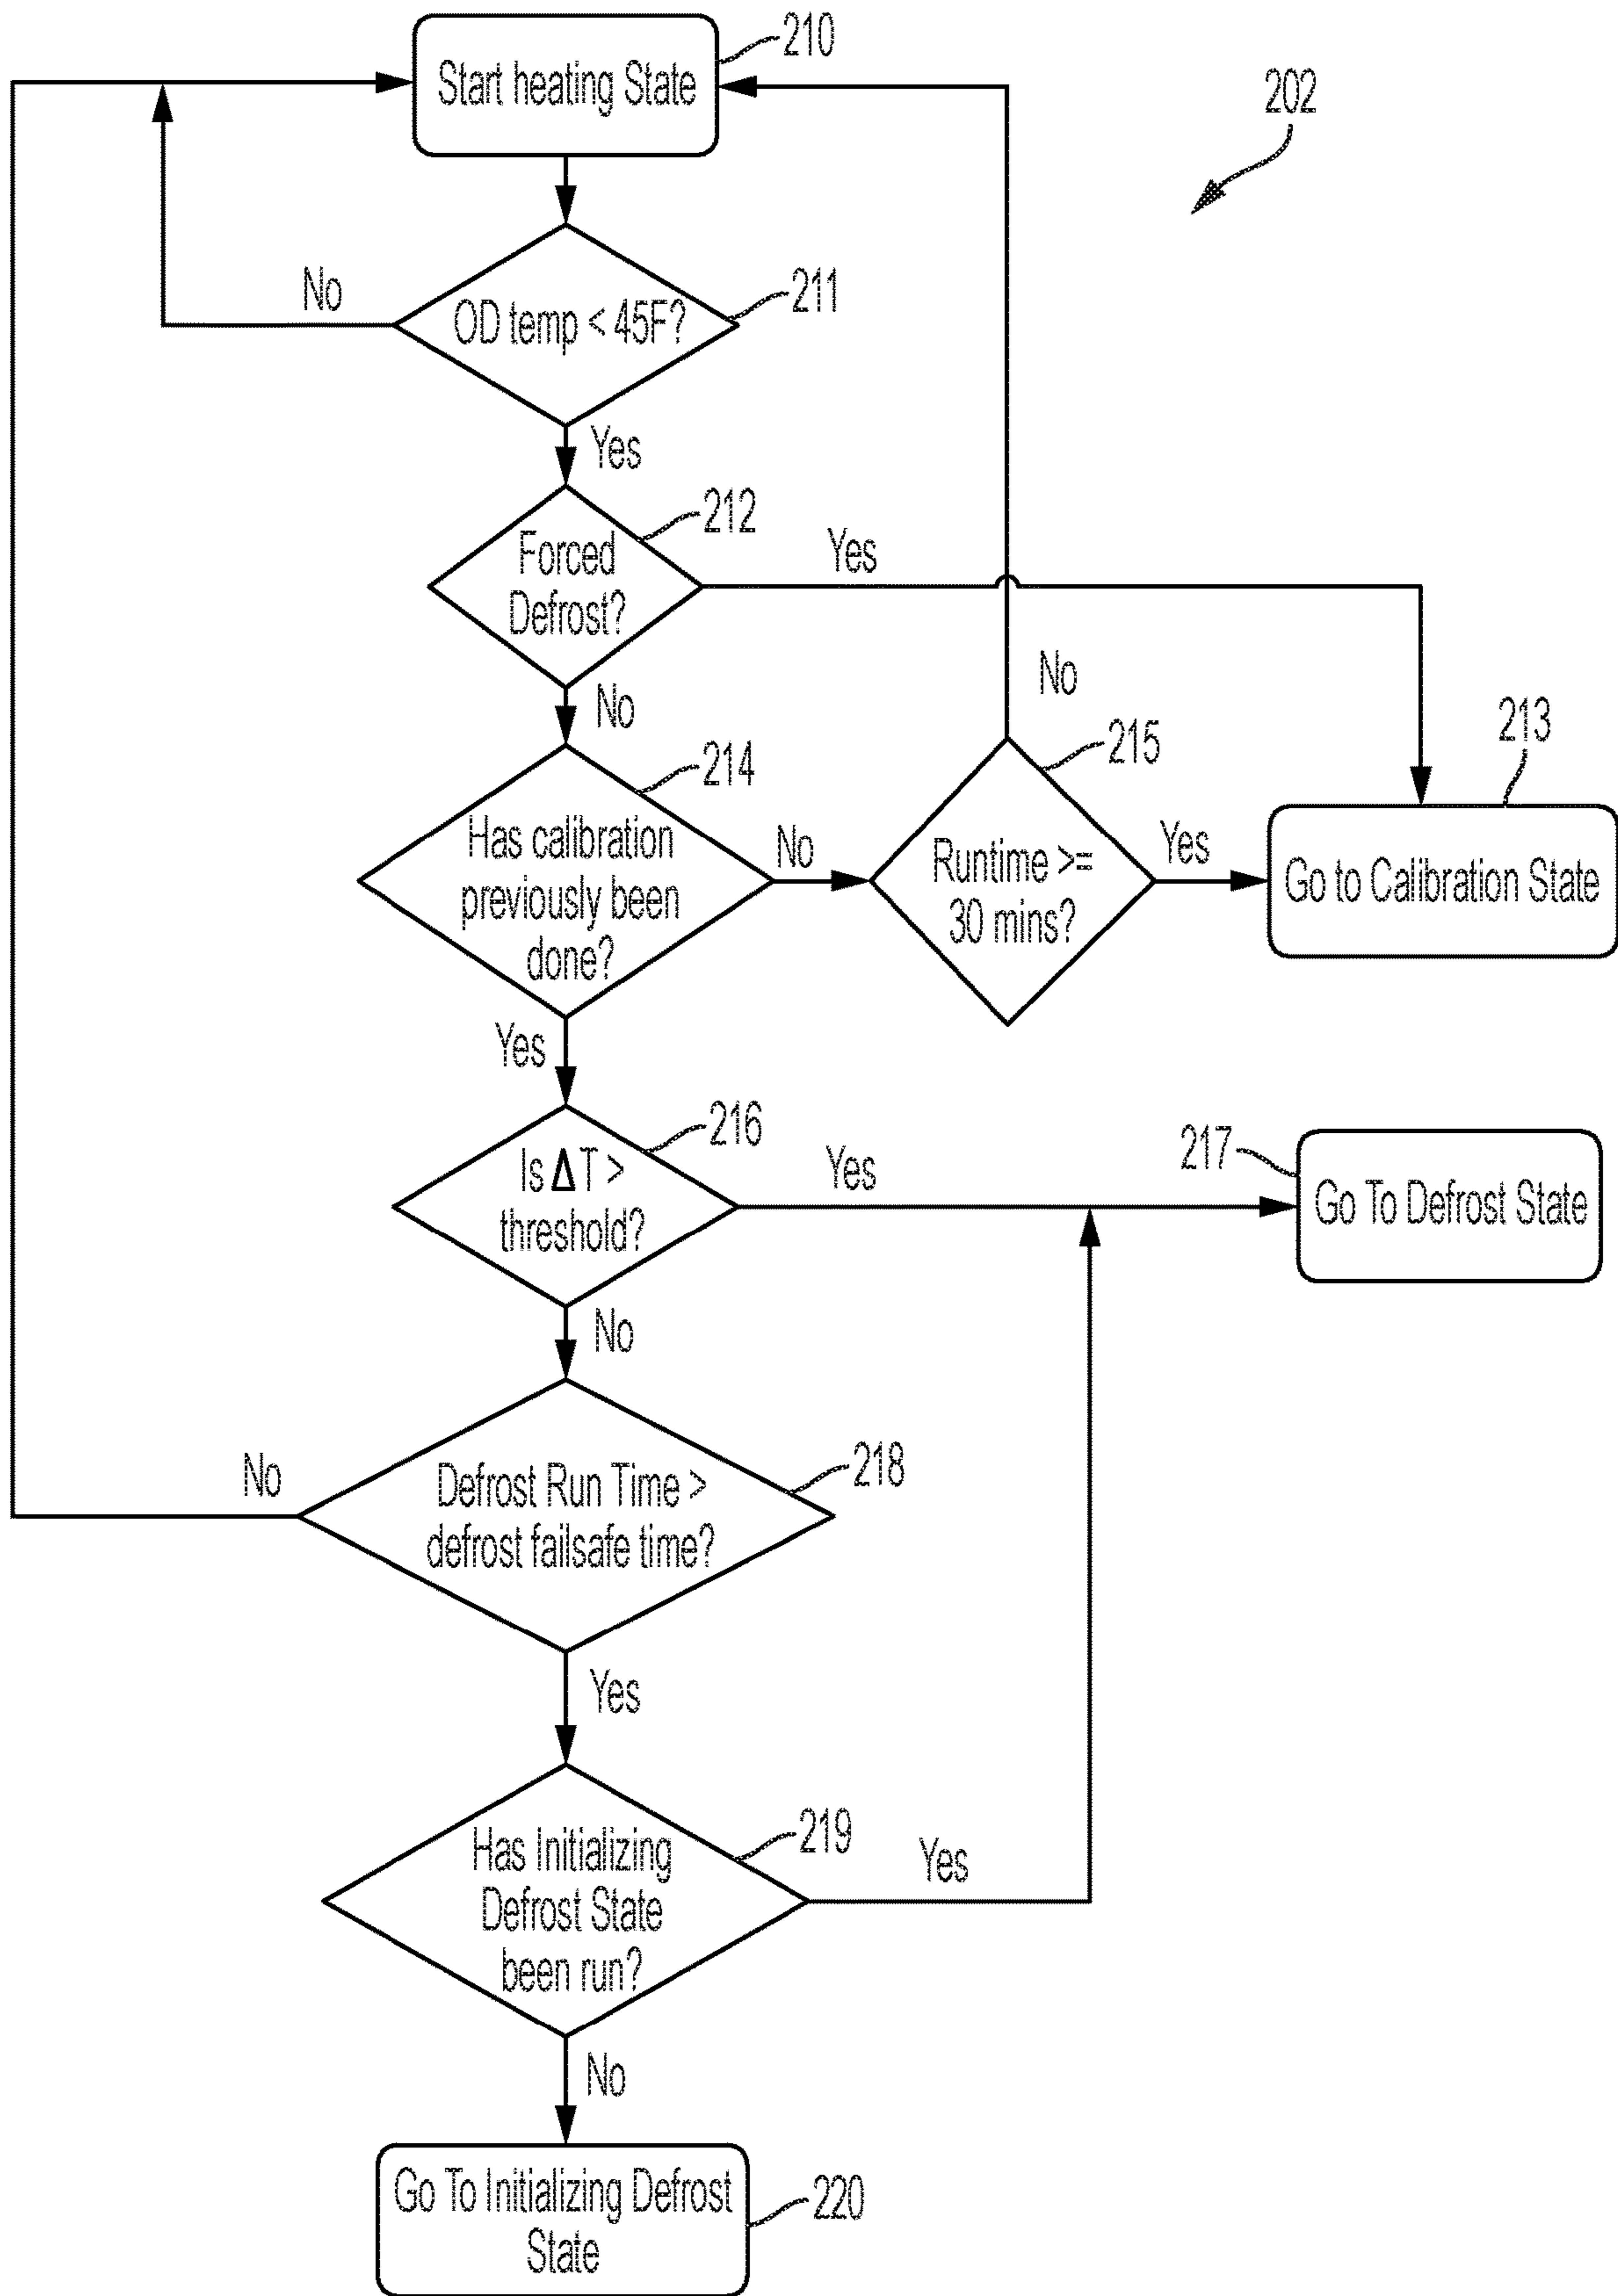 210
Start heating State
202
No
OD temp < 45F?
211
Yes
212
Forced
Defrost?
Yes
No
No
214
215
213
Has calibration
previously been
done?
No
Runtime >=
30 mins?
Yes
Go to Calibration State
Yes
216
Is Δ T >
threshold?
Yes
217
Go To Defrost State
No
No
218
Defrost Run Time >
defrost failsafe time?
Yes
219
Has Initializing
Defrost State
been run?
Yes
No
Go To Initializing Defrost
State
220